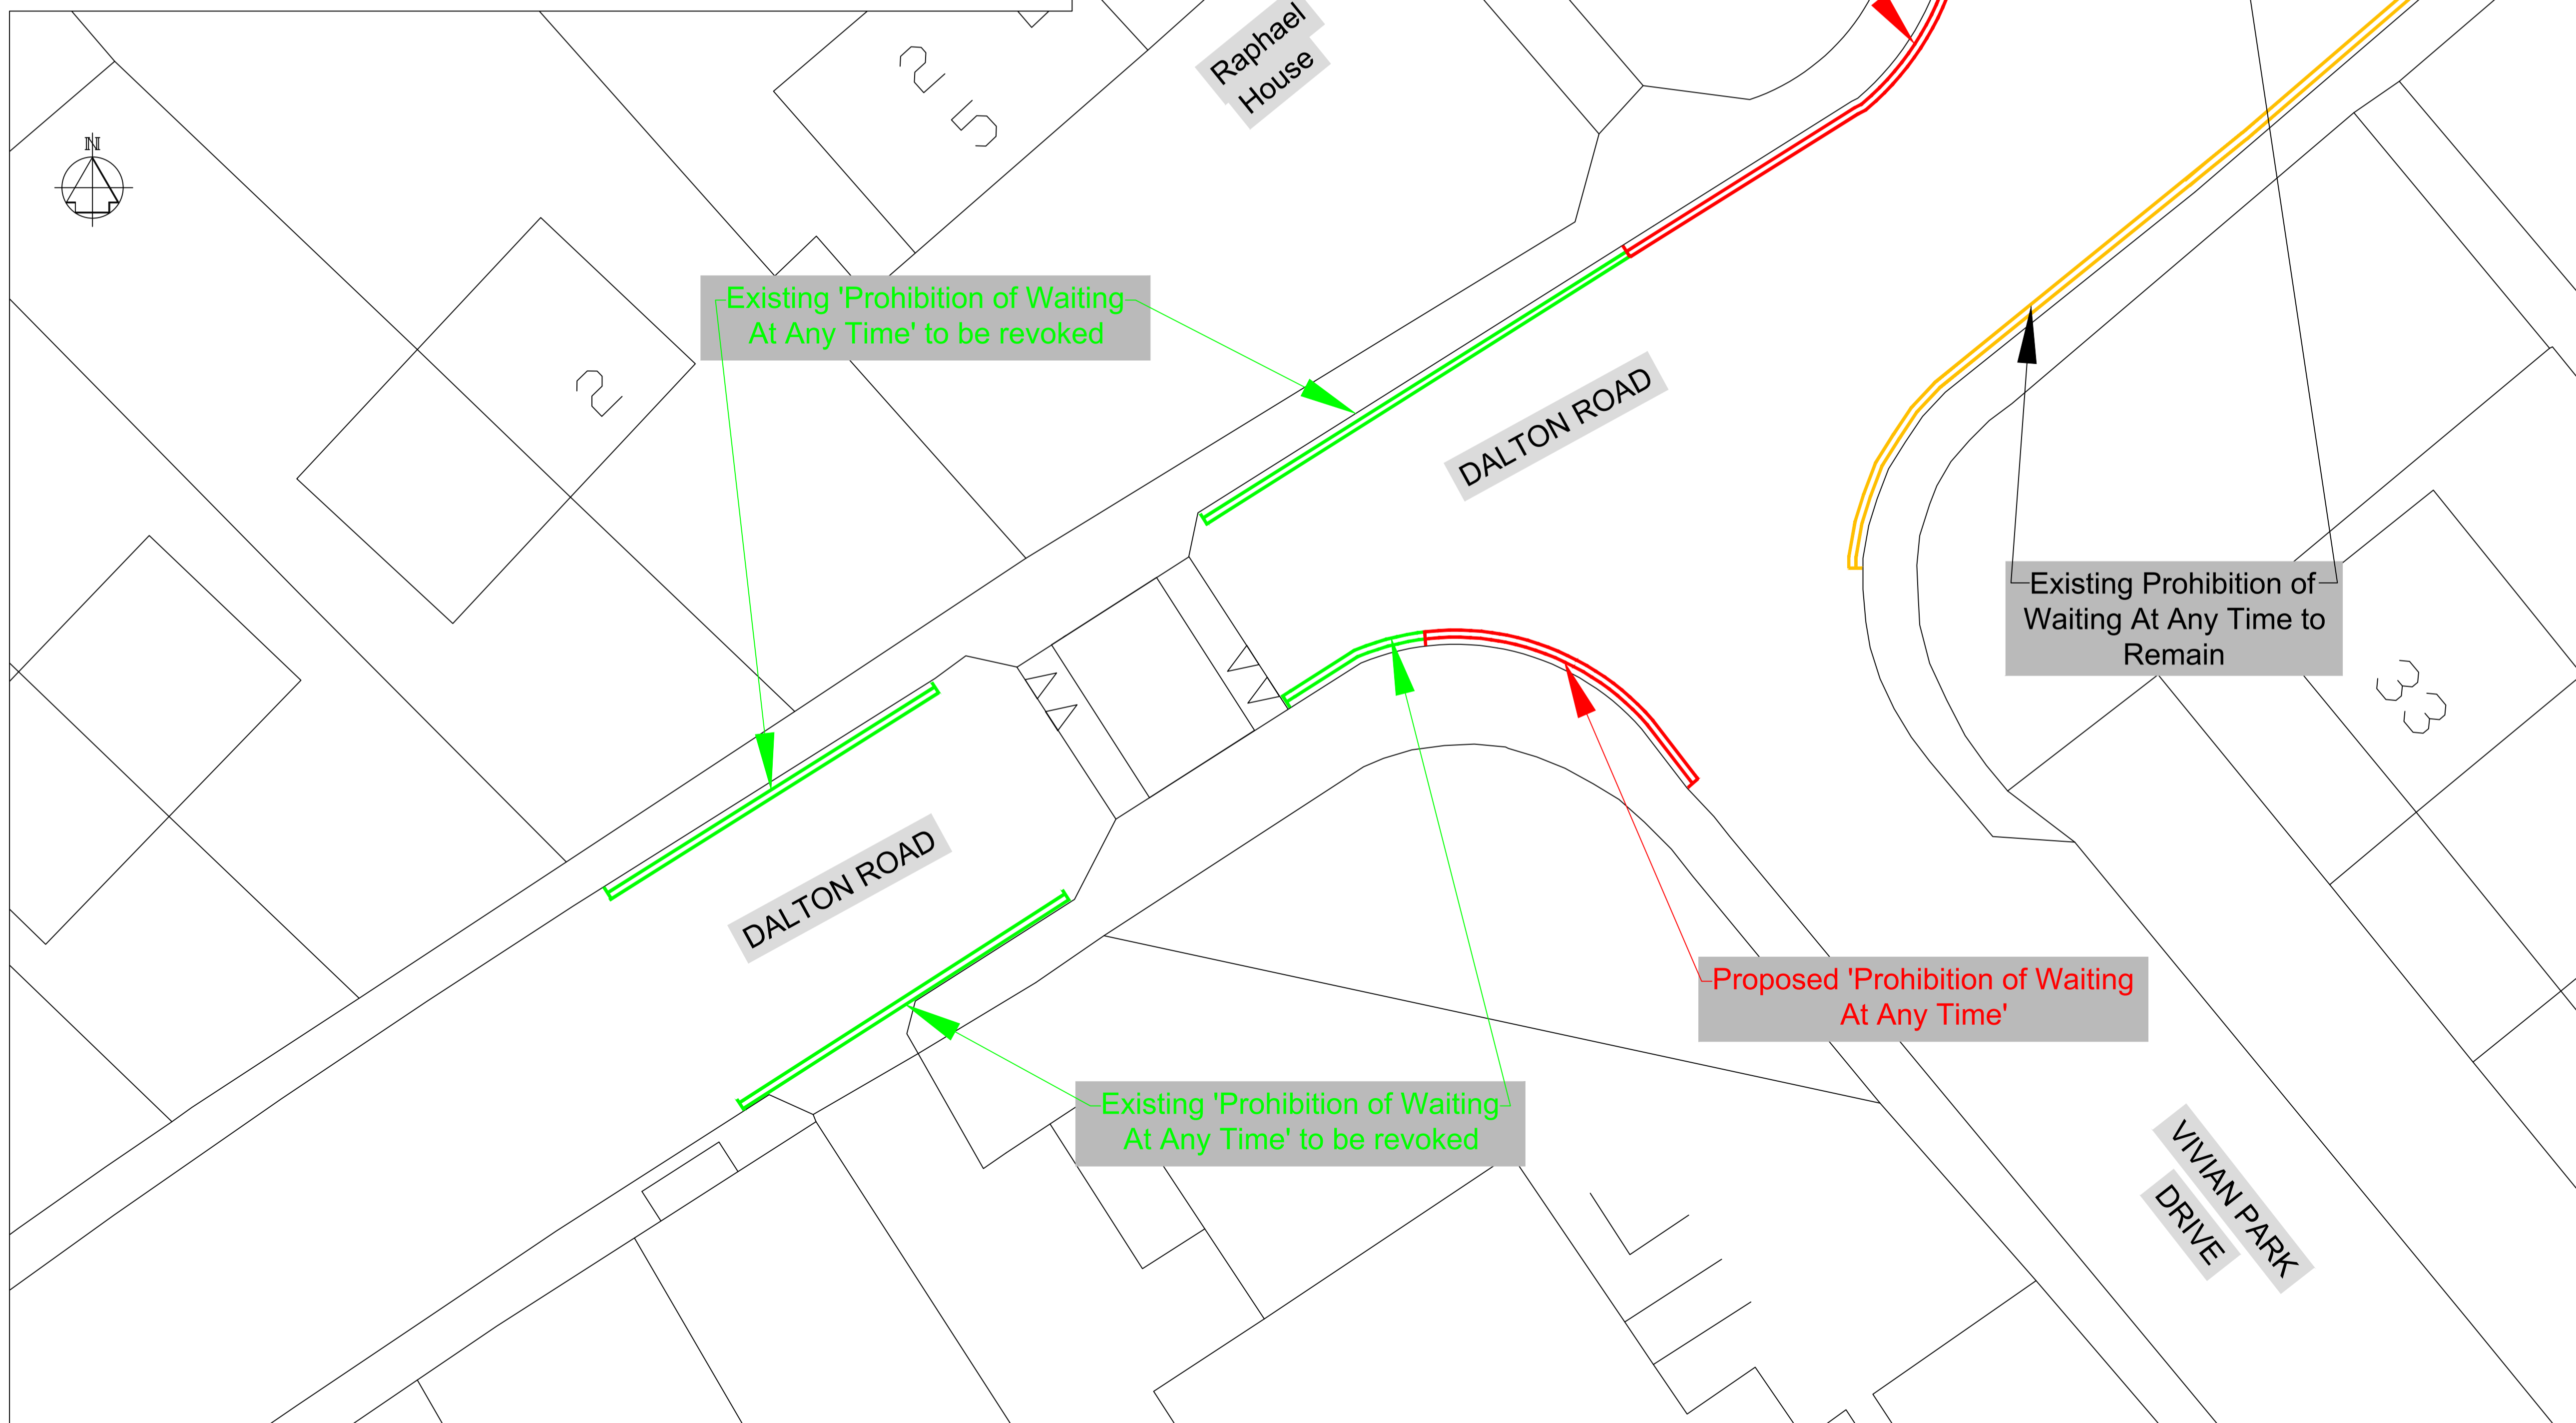 Raphael
House
2
5
N
2
Existing 'Prohibition of Waiting
At Any Time' to be revoked
DALTON ROAD
Existing Prohibition of
Waiting At Any Time to
Remain
33
DALTON ROAD
Proposed 'Prohibition of Waiting
At Any Time'
Existing 'Prohibition of Waiting
At Any Time' to be revoked
VIVIAN PARK
DRIVE